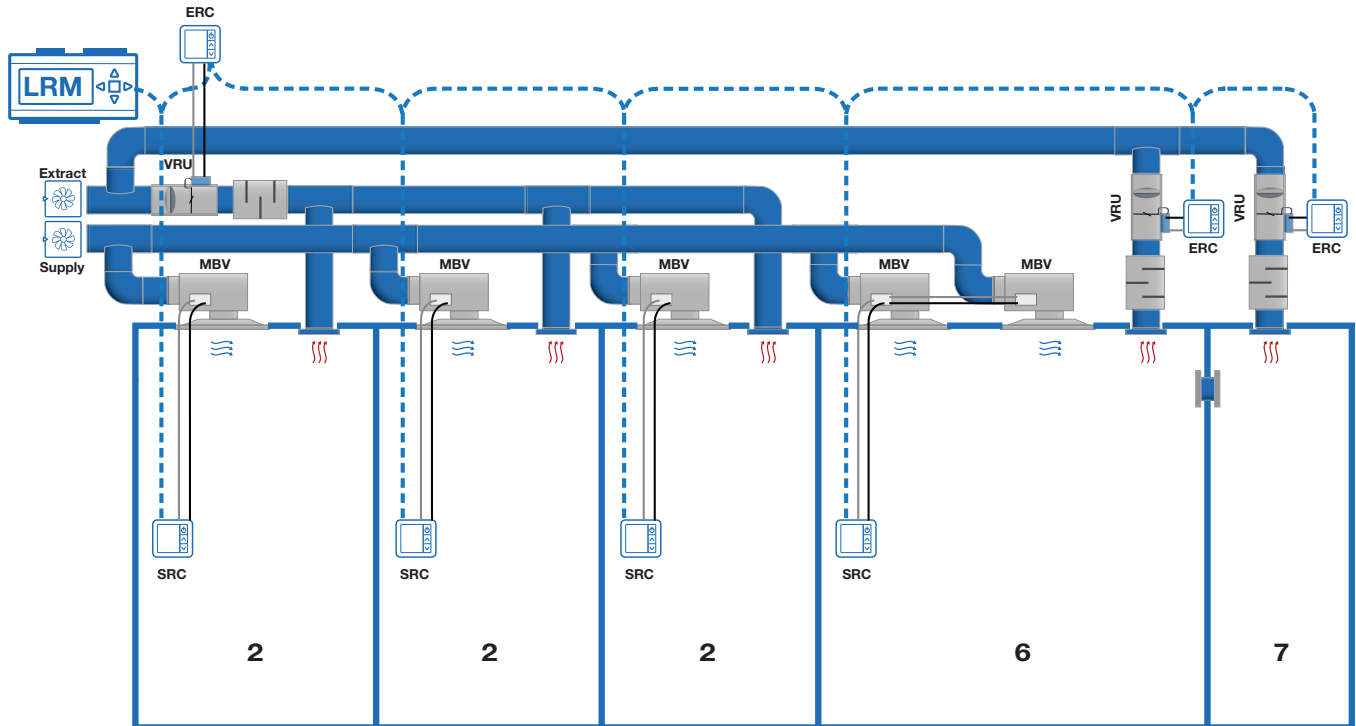 ERC
LRM
VRU
Extract
Supply
MBV
MBV
MBV
MBV
MBV
VRU
VRU
ERC
ERC
SRC
SRC
SRC
SRC
2
2
2
6
7